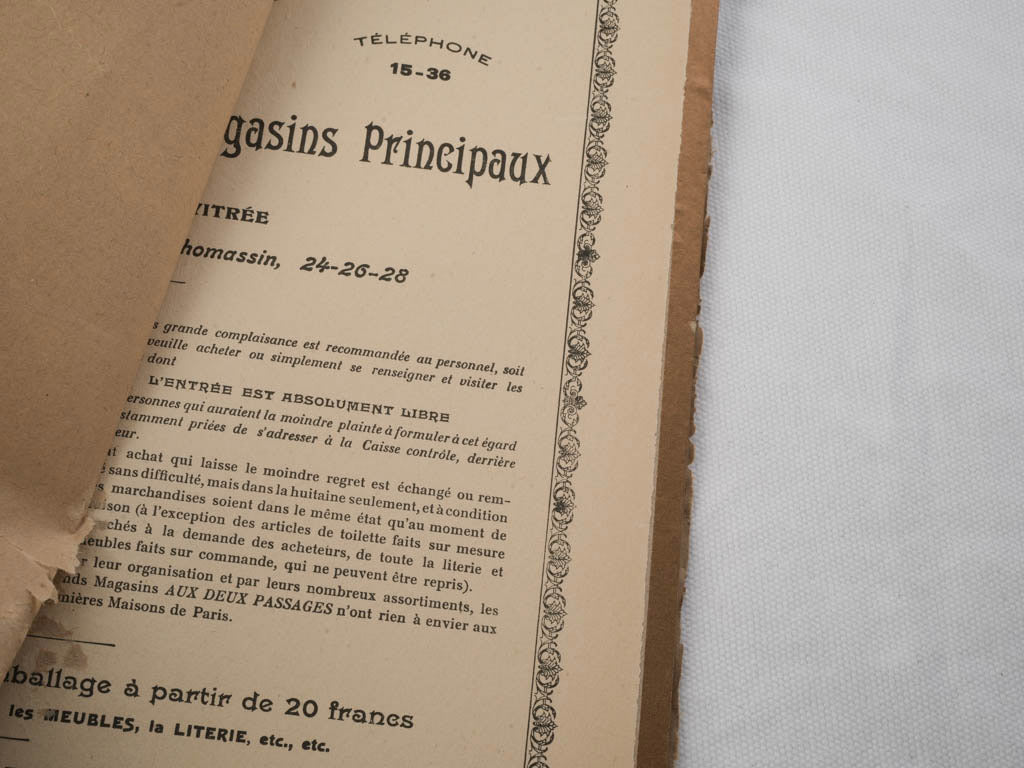 TÉLÉPHONE
15-36
gasins Principaux
VITRÉE
homassin, 24-26-28
s grande complaisance est recommandée au personnel, soit
veuille acheter ou simplement se renseigner et visiter les
dont
L'ENTRÉE EST ABSOLUMENT LIBRE
ersonnes qui auraient la moindre plainte à formuler à cet égard
stamment priées de s'adresser à la Caisse contrôle, derrière
eur.
ut achat qui laisse le moindre regret est échangé ou rem-
é sans difficulté, mais dans la huitaine seulement, et à condition
s marchandises soient dans le même état qu'au moment de
aison (à l'exception des articles de toilette faits sur mesure
chés à la demande des acheteurs, de toute la literie et
neubles faits sur commande, qui ne peuvent être repris).
r leur organisation et par leurs nombreux assortiments, les
nds Magasins AUX DEUX PASSAGES n'ont rien à envier aux
mières Maisons de Paris.
ballage à partir de 20 francs
les MEUBLES, la LITERIE, etc., etc.